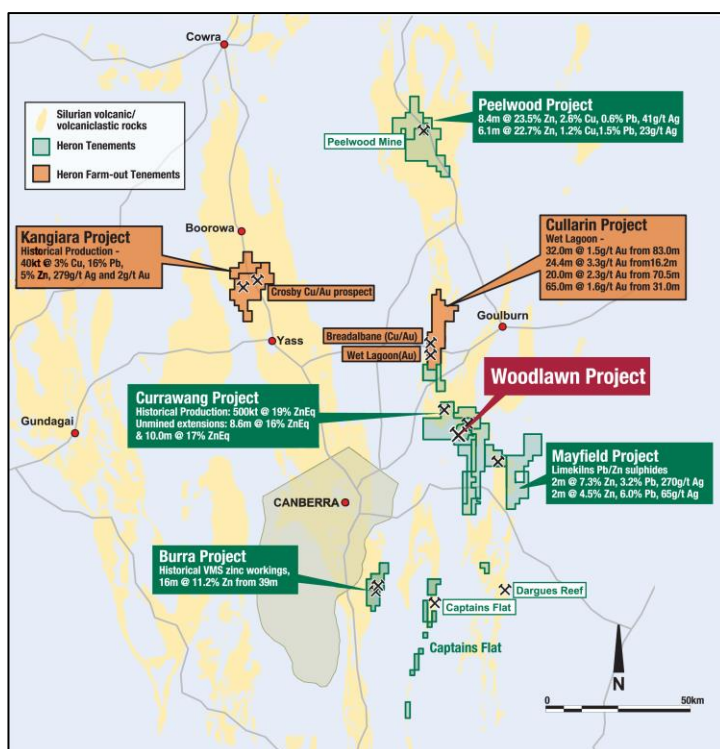 Cowra
Silurian volcanic/
volcaniclastic rocks
Heron Tenements
Heron Farm-out Tenements
Peelwood Project
8.4m @ 23.5% Zn, 2.6% Cu, 0.6% Pb, 41g/t Ag
6.1m @ 22.7% Zn, 1.2% Cu,1.5% Pb, 23g/t Ag
Peelwood Mine
Kangiara Project
Historical Production -
40kt @ 3% Cu, 16% Pb,
5% Zn, 279g/t Ag and 2g/t Au
Boorowa
Crosby Cu/Au prospect
Cullarin Project
Wet Lagoon -
32.0m @ 1.5g/t Au from 83.0m
24.4m @ 3.3g/t Au from16.2m
20.0m @ 2.3g/t Au from 70.5m
65.0m @ 1.6g/t Au from 31.0m
Goulburn
Yass
Breadalbane (Cu/Au)
Wet Lagoon(Au)
Woodlawn Project
Currawang Project
Historical Production: 500kt @ 19% ZnEq
Unmined extensions: 8.6m @ 16% ZnEq
& 10.0m @ 17% ZnEq
Gundagai
Mayfield Project
Limekilns Pb/Zn sulphides
2m @ 7.3% Zn, 3.2% Pb, 270g/t Ag
2m @ 4.5% Zn, 6.0% Pb, 65g/t Ag
CANBERRA
Burra Project
Historical VMS zinc workings,
16m @ 11.2% Zn from 39m
Dargues Reef
Captains Flat
Captains Flat
N
0
50km